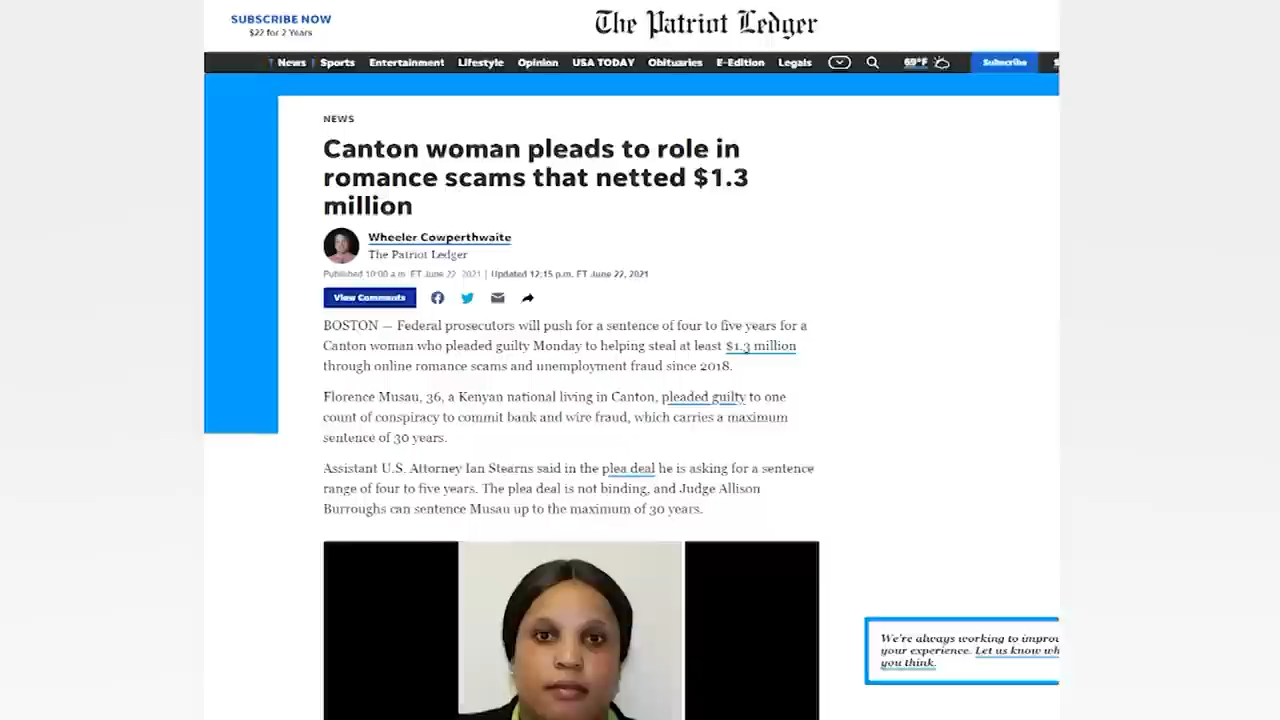 SUBSCRIBE NOW
$22 for 2 Years
The Patriot Ledger
News Sports Entertainment Lifestyle Opinion USA TODAY Obituaries E-Edition Legals 69°F Subscribe
NEWS
Canton woman pleads to role in
romance scams that netted $1.3
million
Wheeler Cowperthwaite
The Patriot Ledger
Published 10:00 a.m. ET June 22, 2021 | Updated 12:15 p.m. ET June 22, 2021
View Comments
BOSTON — Federal prosecutors will push for a sentence of four to five years for a
Canton woman who pleaded guilty Monday to helping steal at least $1.3 million
through online romance scams and unemployment fraud since 2018.
Florence Musau, 36, a Kenyan national living in Canton, pleaded guilty to one
count of conspiracy to commit bank and wire fraud, which carries a maximum
sentence of 30 years.
Assistant U.S. Attorney Ian Stearns said in the plea deal he is asking for a sentence
range of four to five years. The plea deal is not binding, and Judge Allison
Burroughs can sentence Musau up to the maximum of 30 years.
We're always working to improv
your experience. Let us know wh
you think.